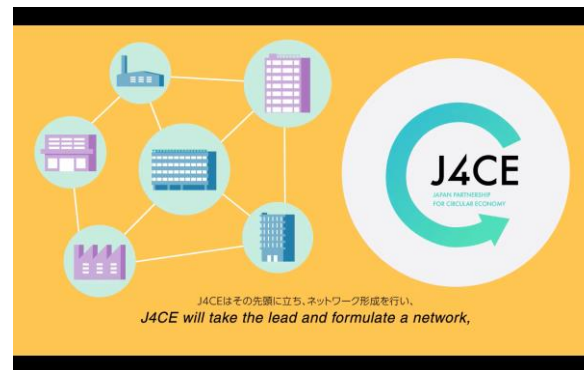 J4CE
JAPAN PARTNERSHIP
FOR CIRCULAR ECONOMY
J4CEはその先頭に立ち、ネットワーク形成を行い、
J4CE will take the lead and formulate a network,